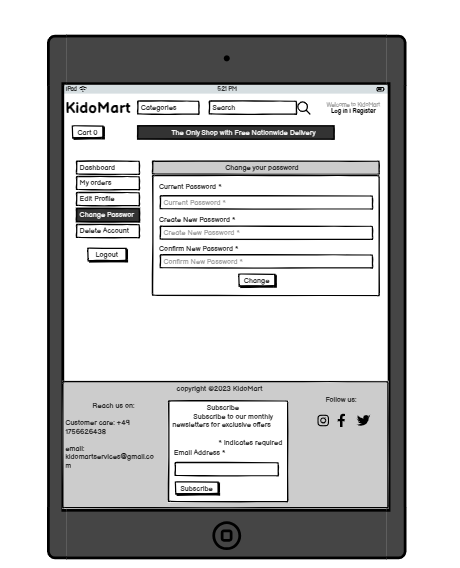 iPad
5:21 PM
KidoMart
Categories
Search
Welcome to KidoMart
Log in | Register
Cart 0
The Only Shop with Free Nationwide Delivery
Dashboard
My orders
Edit Profile
Change Passwor
Delete Account
Logout
Change your password
Current Password *
Current Password *
Create New Password *
Create New Password *
Confirm New Password *
Confirm New Password *
Change
copyright @2023 KidoMart
Reach us on:
Customer care: +49
1756626438
email:
kidomartservices@gmail.co
m
Subscribe
Subscribe to our monthly
newsletters for exclusive offers
* indicates required
Email Address *
Subscribe
Follow us: